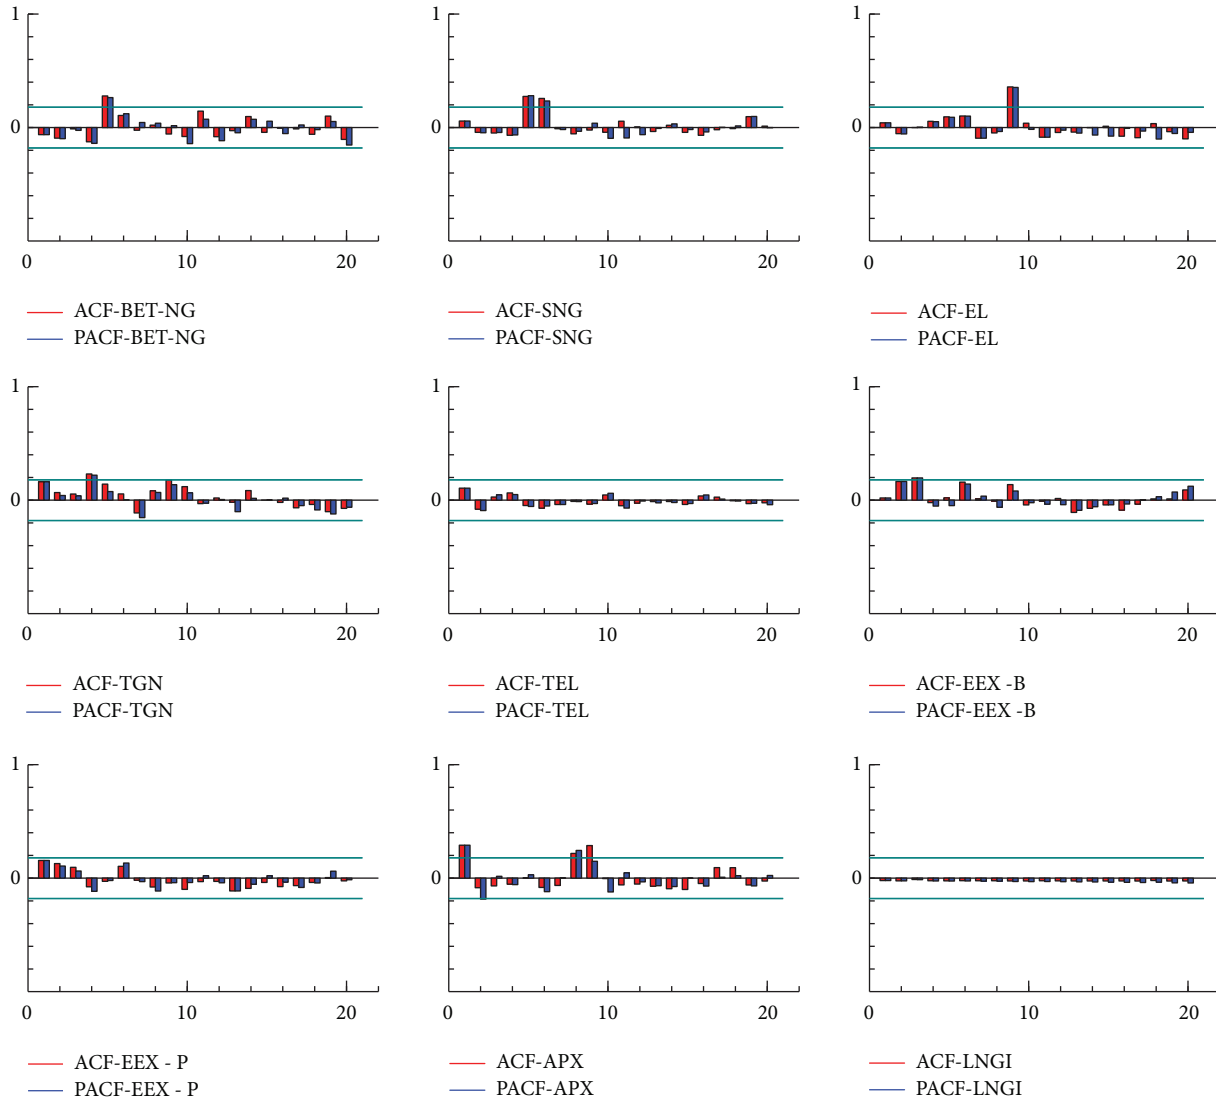 1 1 1
0 0 0
0 10 20 0 10 20 0 10 20
ACF-BET-NG ACF-SNG ACF-EL
PACF-BET-NG PACF-SNG PACF-EL
1 1 1
0 0 0
0 10 20 0 10 20 0 10 20
ACF-TGN ACF-TEL ACF-EEX -B
PACF-TGN PACF-TEL PACF-EEX -B
1 1 1
0 0 0
0 10 20 0 10 20 0 10 20
ACF-EEX - P ACF-APX ACF-LNGI
PACF-EEX - P PACF-APX PACF-LNGI